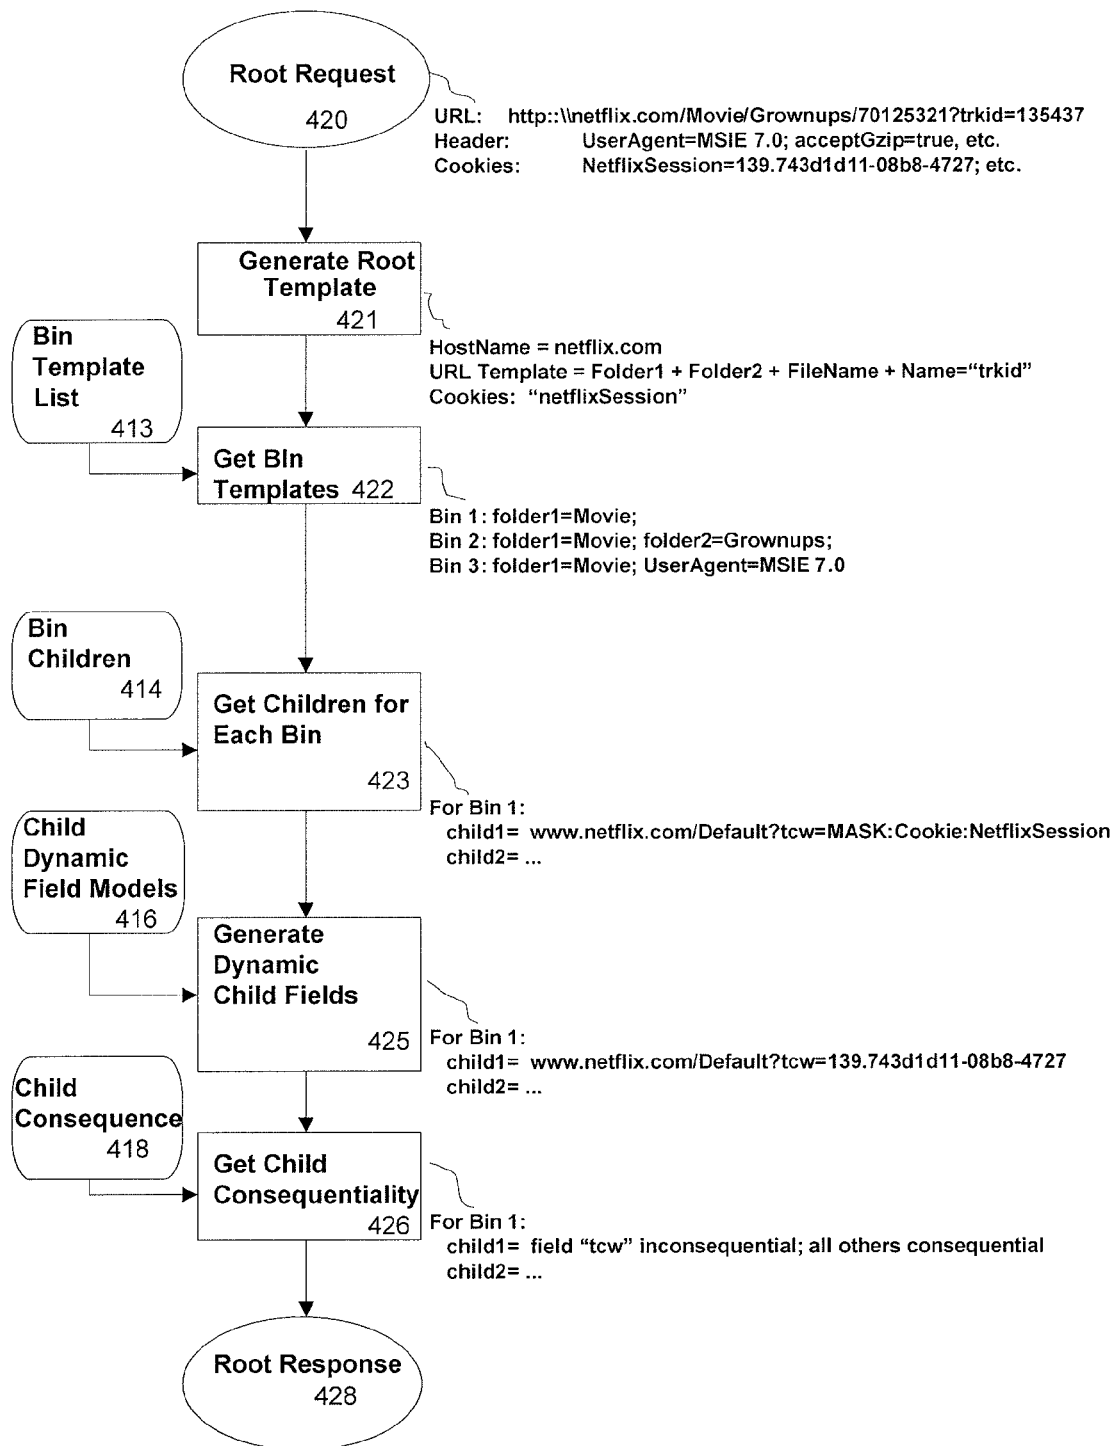 Root Request
420
URL: http::\\netflix.com/Movie/Grownups/70125321?trkid=135437
Header: UserAgent=MSIE 7.0; acceptGzip=true, etc.
Cookies: NetflixSession=139.743d1d11-08b8-4727; etc.
Generate Root
Template
421
HostName = netflix.com
URL Template = Folder1 + Folder2 + FileName + Name="trkid"
Cookies: "netflixSession"
Bin
Template
List
413
Get BIn
Templates 422
Bin 1: folder1=Movie;
Bin 2: folder1=Movie; folder2=Grownups;
Bin 3: folder1=Movie; UserAgent=MSIE 7.0
Bin
Children
414
Get Children for
Each Bin
423
For Bin 1:
child1= www.netflix.com/Default?tcw=MASK:Cookie:NetflixSession
child2= ...
Child
Dynamic
Field Models
416
Generate
Dynamic
Child Fields
425
For Bin 1:
child1= www.netflix.com/Default?tcw=139.743d1d11-08b8-4727
child2= ...
Child
Consequence
418
Get Child
Consequentiality
426
For Bin 1:
child1= field "tcw" inconsequential; all others consequential
child2= ...
Root Response
428